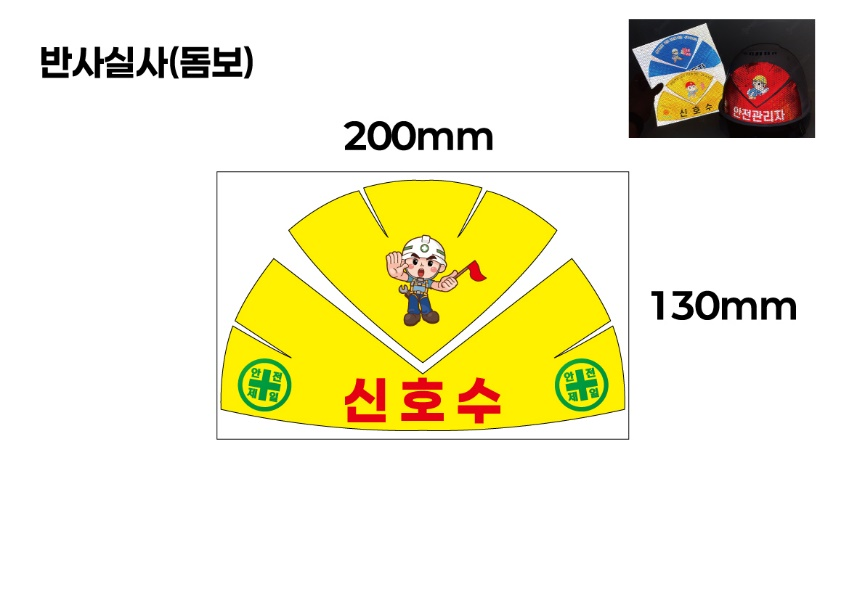 반사실사(돔보)
200mm
130mm
안전
제일
신호수
안전
제일
신호수
안전관리자